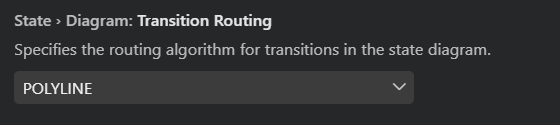 State › Diagram: Transition Routing
Specifies the routing algorithm for transitions in the state diagram.
POLYLINE